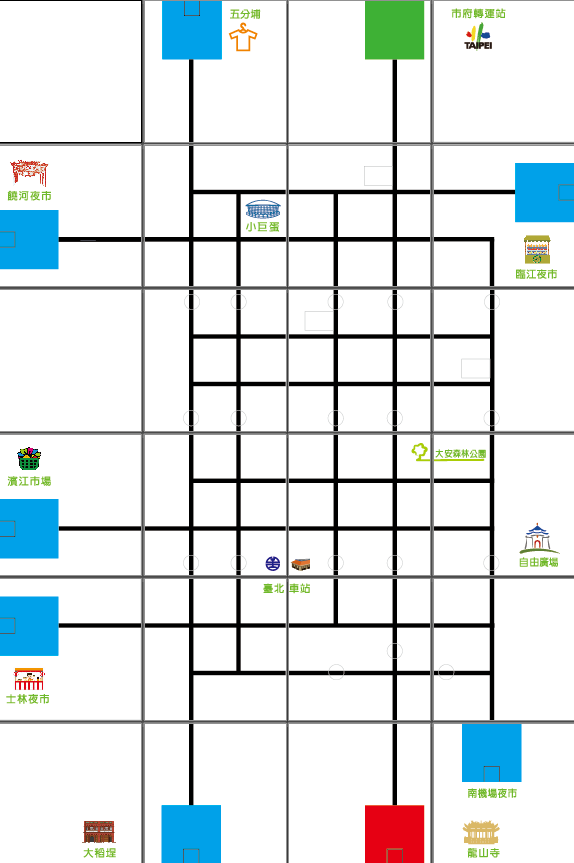 五分埔
市府轉運站
TAIPEI
饒河夜市
小巨蛋
臨江夜市
濱江市場
大安森林公園
自由廣場
臺北車站
士林夜市
南機場夜市
大稻埕
龍山寺